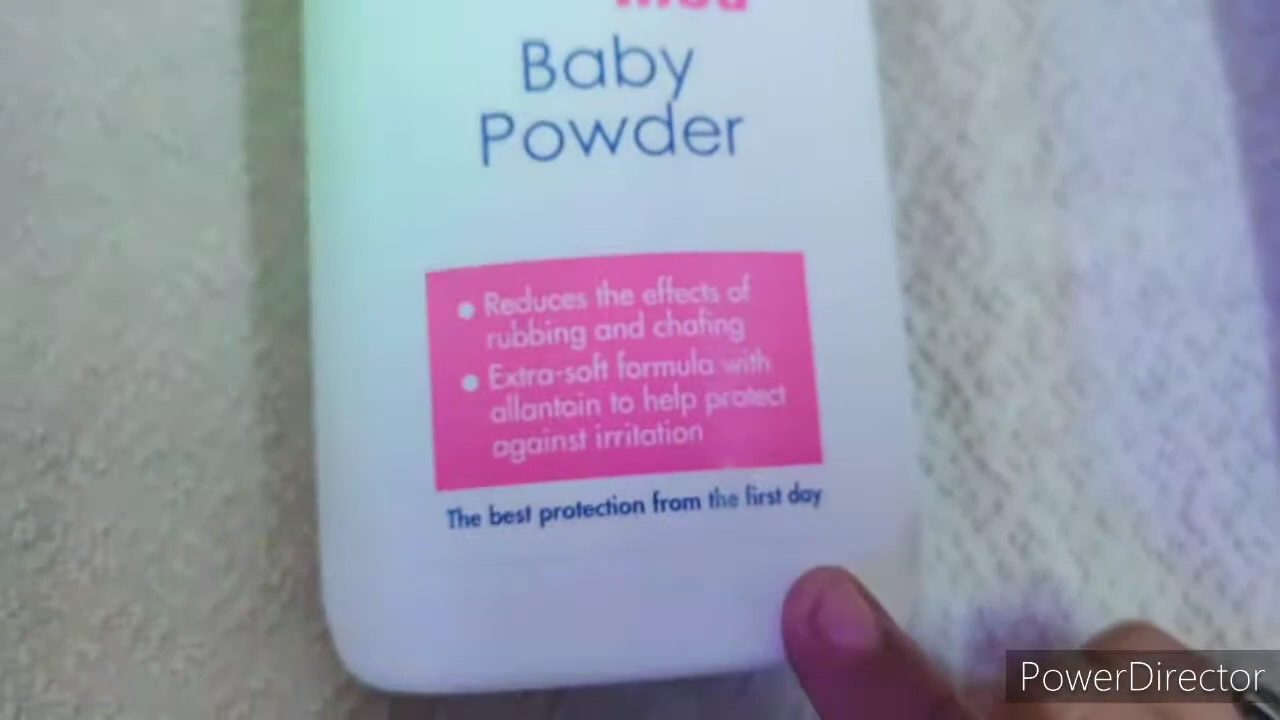 Baby
Powder
● Reduces the effects of
rubbing and chafing
● Extra-soft formula with
allantoin to help protect
against irritation
The best protection from the first day
PowerDirector